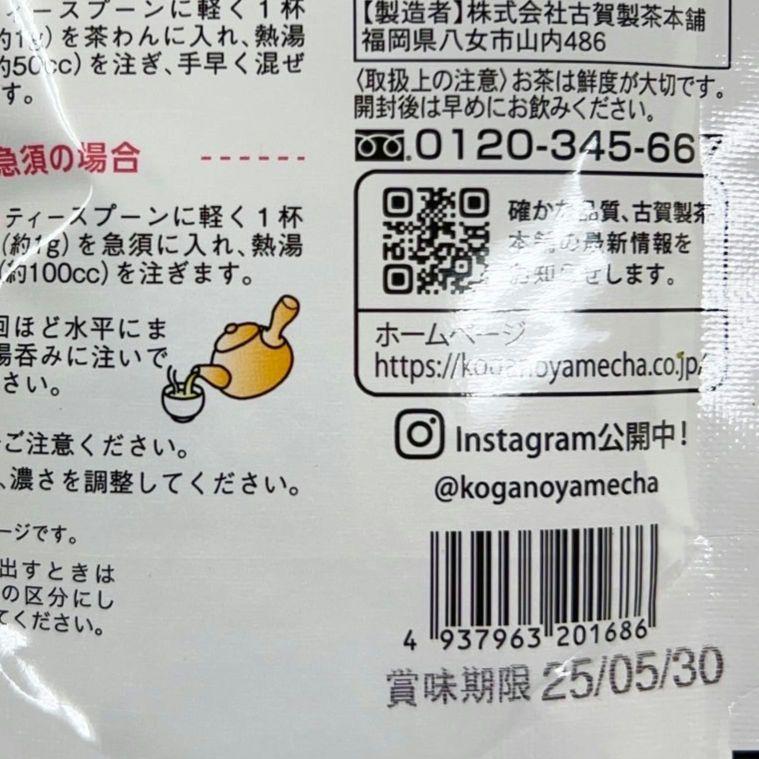 ースプーンに軽く1杯
(約1g)を茶わんに入れ、熱湯
(約50cc)を注ぎ、手早く混ぜ
す。
急須の場合
ティースプーンに軽く1杯
(約1g)を急須に入れ、熱湯
(約100cc)を注ぎます。
回ほど水平にま
湯呑みに注いで
さい。
ご注意ください。
、濃さを調整してください。
ージです。
出すときは
の区分にし
てください。
【製造者】株式会社古賀製茶本舗
福岡県八女市山内486
〈取扱上の注意〉お茶は鮮度が大切です。
開封後は早めにお飲みください。
0120-345-667
確かな品質、古賀製茶
本舗の最新情報を
お知らせします。
ホームページ
https://koganoyamecha.co.jp/
Instagram公開中!
@koganoyamecha
4 937963 201686
賞味期限 25/05/30